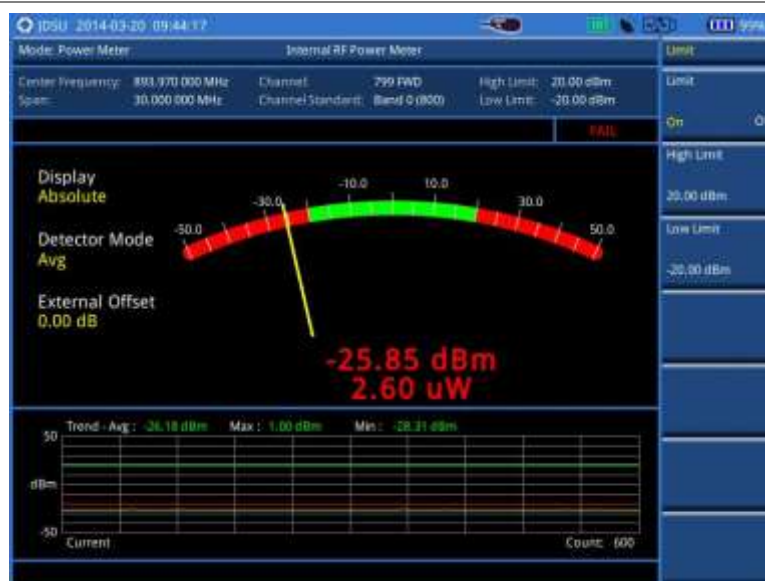 JDSU 2014-03-20 09:44:17
INT
99%
Mode: Power Meter
Internal RF Power Meter
Limit
Center Frequency: 893.970 000 MHz
Channel: 799 FWD
High Limit: 20.00 dBm
Span: 30.000 000 MHz
Channel Standard: Band 0 (800)
Low Limit: -20.00 dBm
FAIL
Limit
On
High Limit
20.00 dBm
Low Limit
-20.00 dBm
Display
Absolute
Detector Mode
Avg
External Offset
0.00 dB
-50.0
-30.0
-10.0
10.0
30.0
50.0
-25.85 dBm
2.60 uW
Trend - Avg : -26.18 dBm Max : 1.00 dBm Min : -28.31 dBm
50
dBm
-50
Current
Count: 600